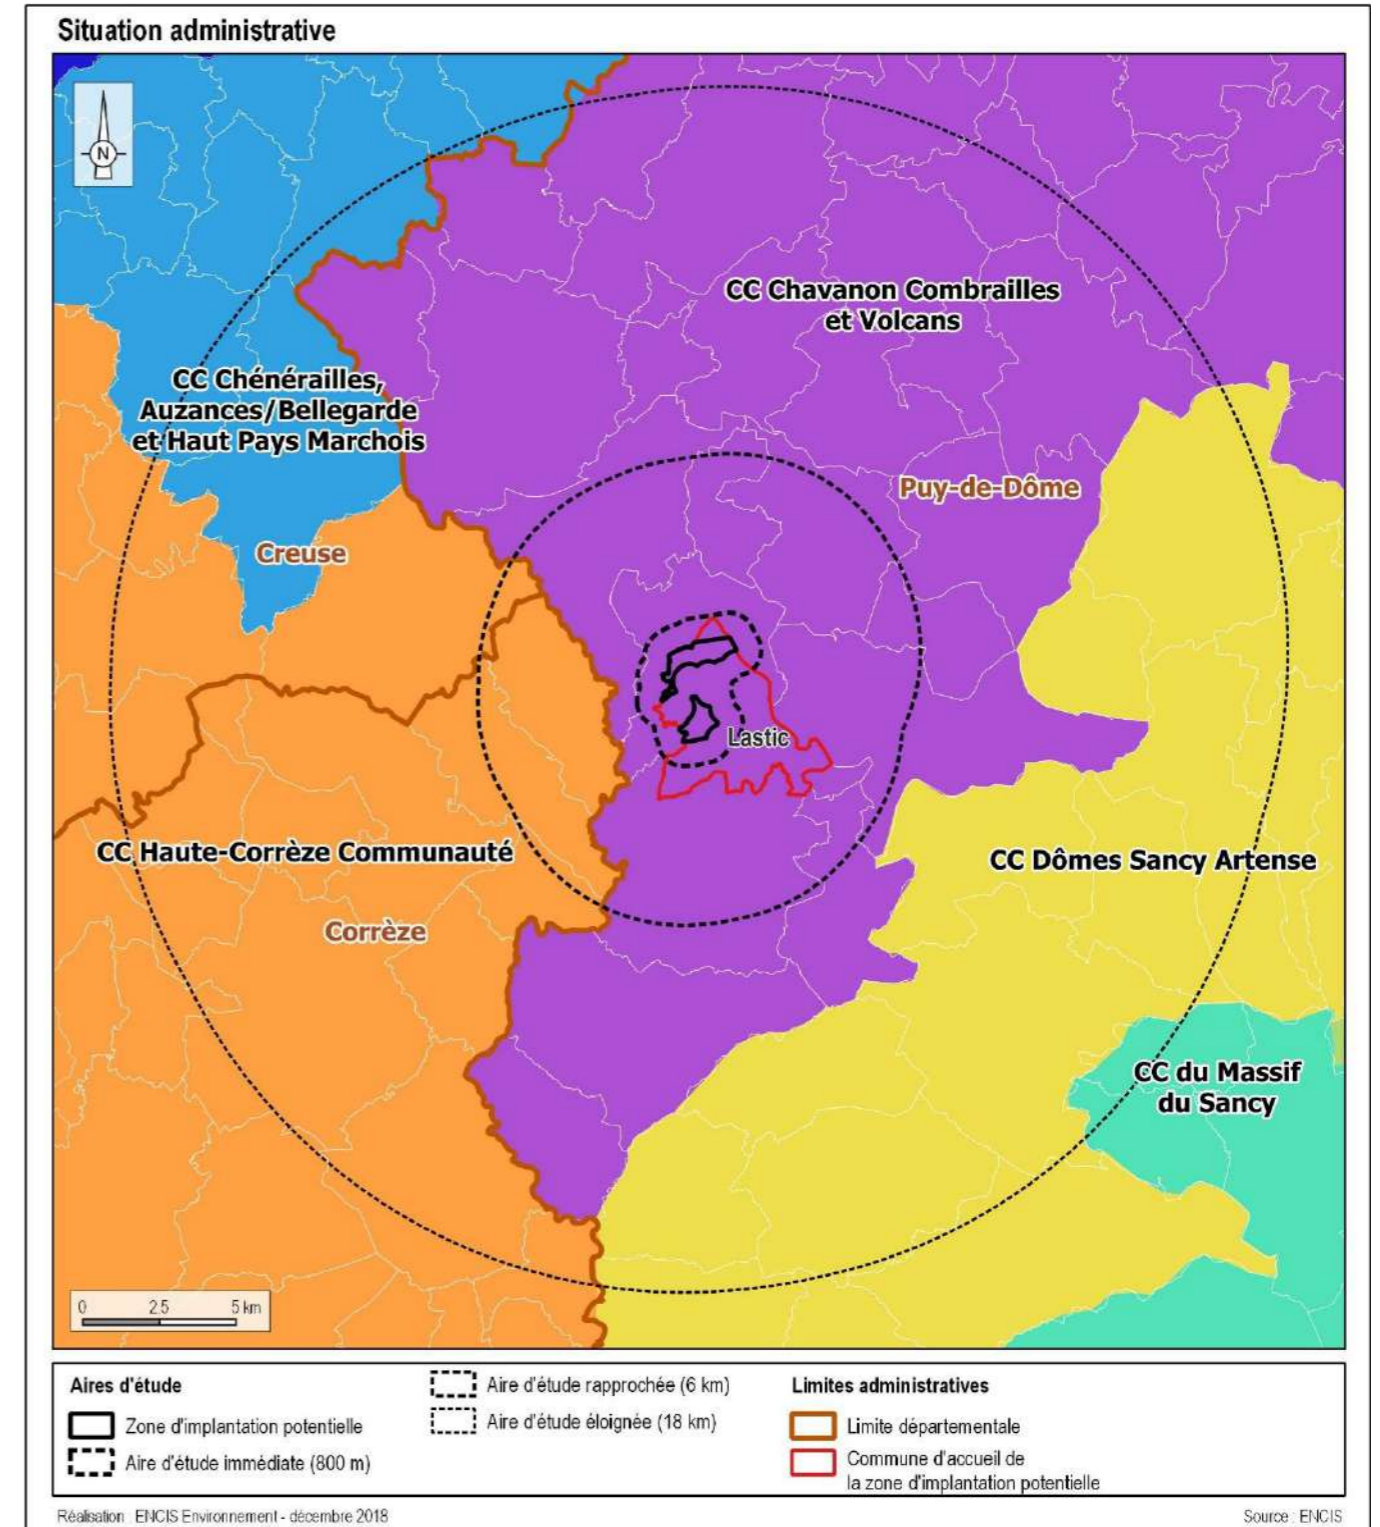 Situation administrative
N
CC Chavanon Combrailles
et Volcans
CC Chénérailles,
Auzances/Bellegarde
et Haut Pays Marchois
Puy-de-Dôme
Creuse
Lastic
CC Haute-Corrèze Communauté
CC Dômes Sancy Artense
Corrèze
CC du Massif
du Sancy
0 2.5 5 km
Aires d'étude
Zone d'implantation potentielle
Aire d'étude immédiate (800 m)
Aire d'étude rapprochée (6 km)
Aire d'étude éloignée (18 km)
Limites administratives
Limite départementale
Commune d'accueil de
la zone d'implantation potentielle
Réalisation : ENCIS Environnement - décembre 2018
Source : ENCIS